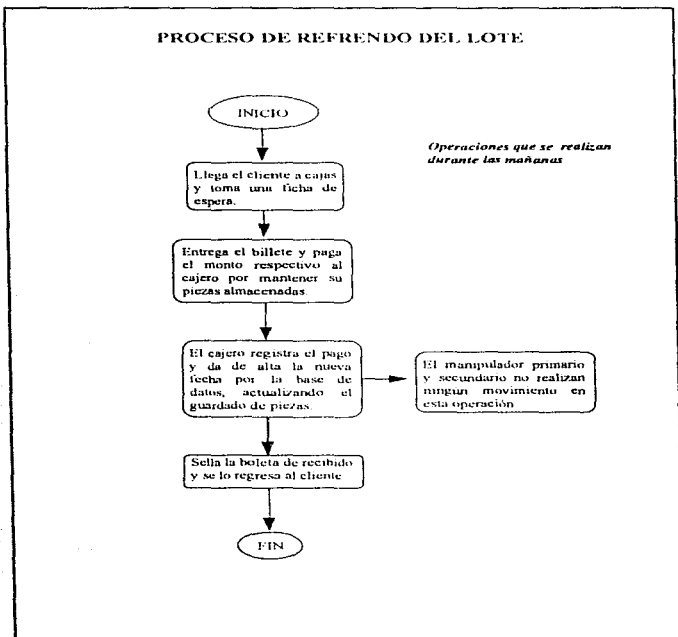 PROCESO DE REFRENDO DEL LOTE
INICIO
Operaciones que se realizan
durante las mañanas
Llega el cliente a cajas
y toma una ficha de
espera.
Entrega el billete y paga
el monto respectivo al
cajero por mantener su
piezas almacenadas.
El cajero registra el pago
y da de alta la nueva
fecha por la base de
datos, actualizando el
guardado de piezas.
El manipulador primario
y secundario no realizan
ningún movimiento en
esta operación
Sella la boleta de recibido
y se lo regresa al cliente
FIN